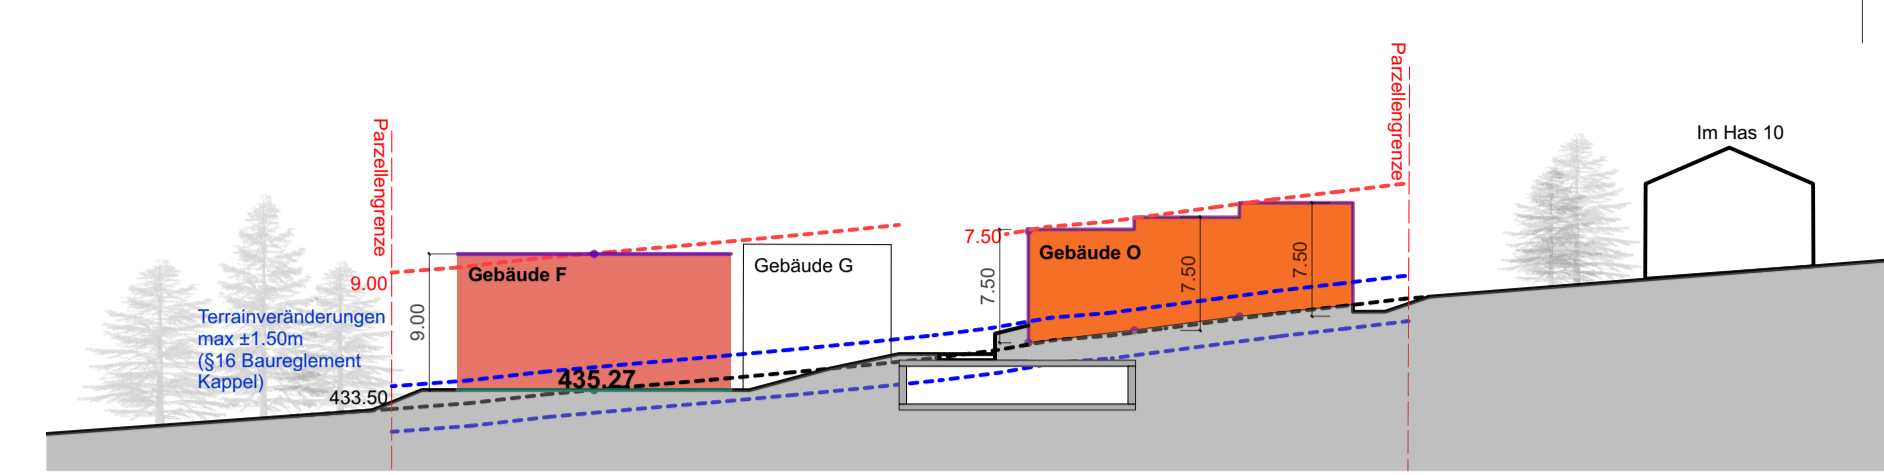 Parzellengrenze
Parzellengrenze
Im Has 10
7.50
Gebäude O
Gebäude F
Gebäude G
9.00
7.50
7.50
7.50
9.00
Terrainveränderungen
max ±1.50m
(§16 Baureglement
Kappel)
433.50
435.27